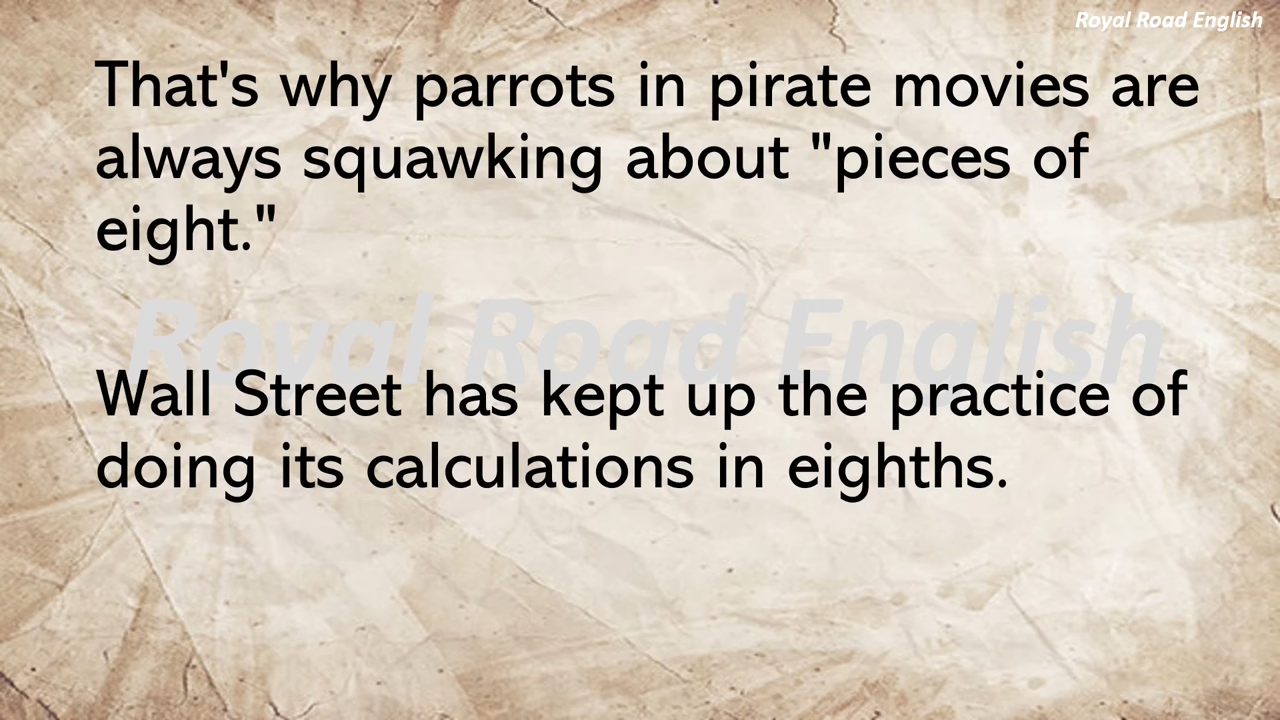 Royal Road English
That's why parrots in pirate movies are
always squawking about "pieces of
eight."
Royal Road English
Wall Street has kept up the practice of
doing its calculations in eighths.